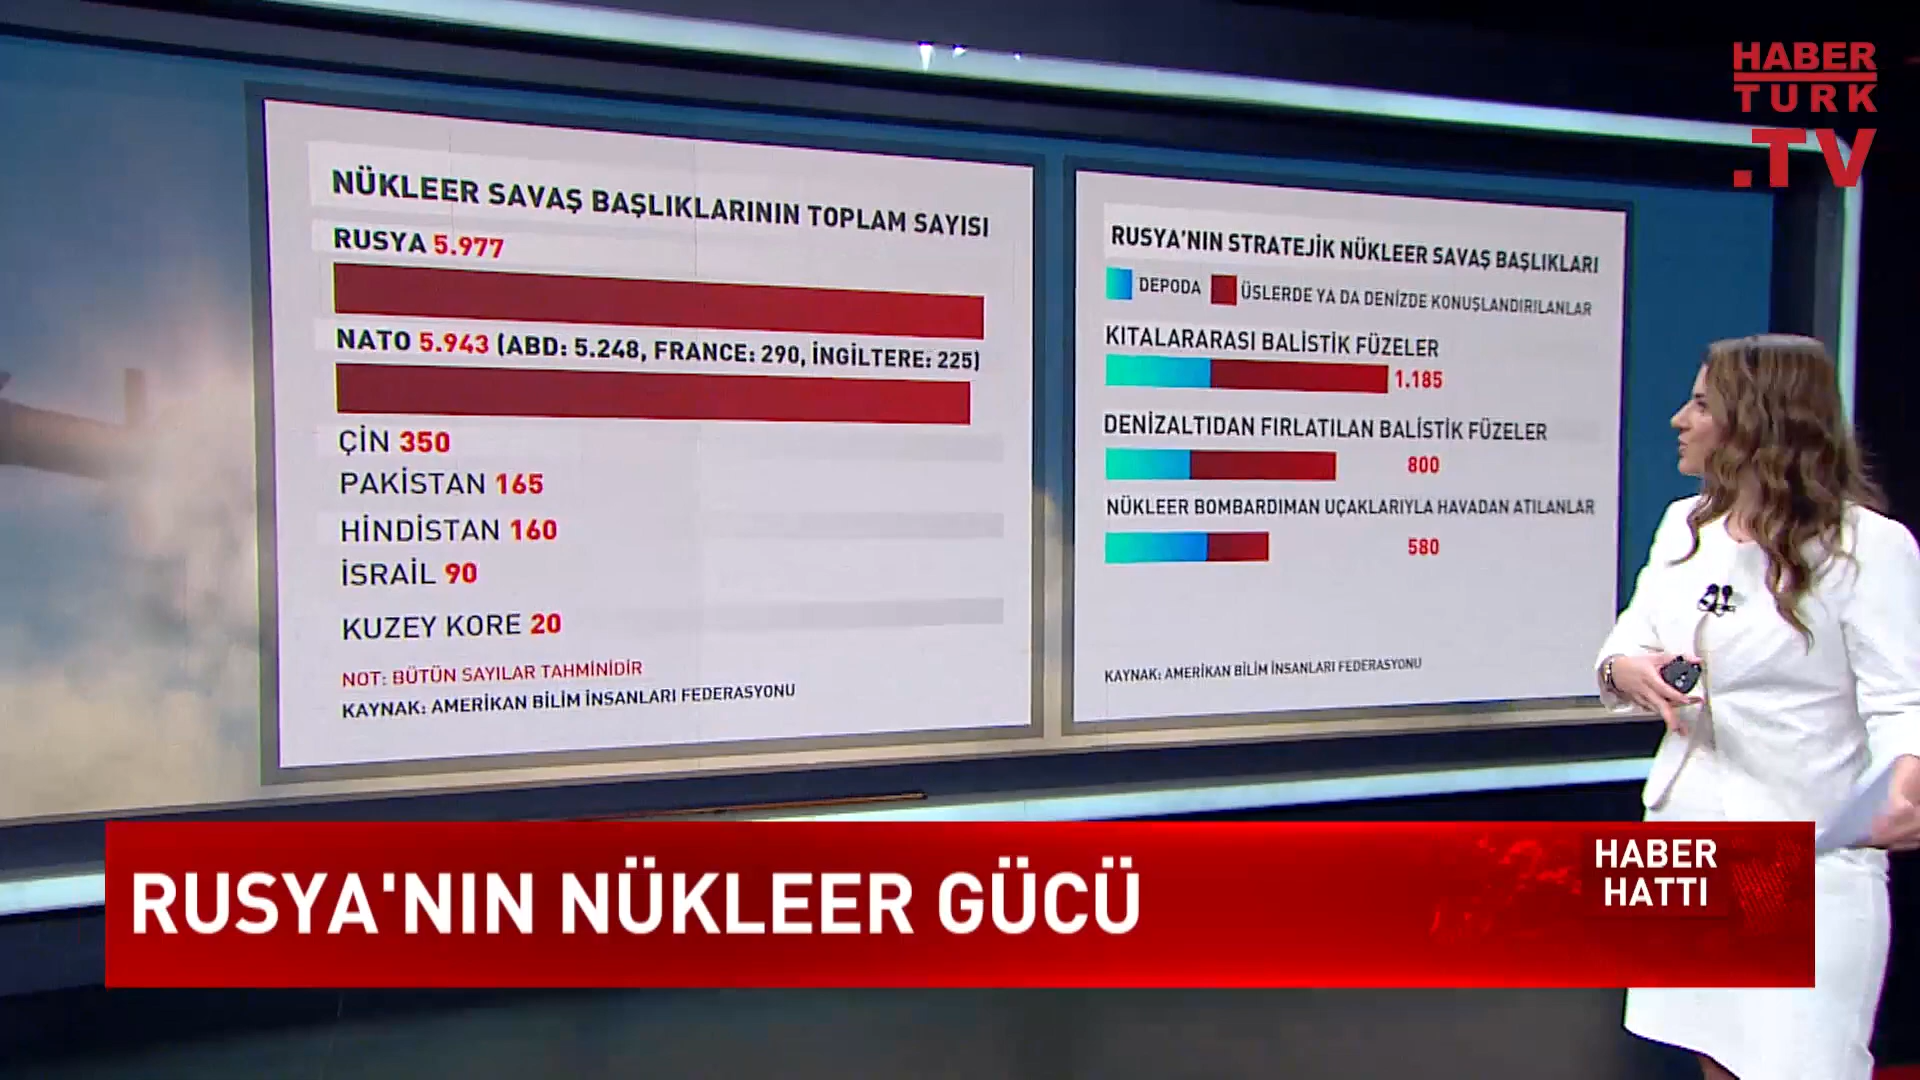 HABER
TURK
.TV
NÜKLEER SAVAŞ BAŞLIKLARININ TOPLAM SAYISI
RUSYA 5.977
NATO 5.943 (ABD: 5.248, FRANCE: 290, İNGİLTERE: 225)
ÇİN 350
PAKİSTAN 165
HİNDİSTAN 160
İSRAİL 90
KUZEY KORE 20
NOT: BÜTÜN SAYILAR TAHMİNİDİR
KAYNAK: AMERİKAN BİLİM İNSANLARI FEDERASYONU
RUSYA'NIN STRATEJİK NÜKLEER SAVAŞ BAŞLIKLARI
DEPODA ÜSLERDE YA DA DENİZDE KONUŞLANDIRILANLAR
KITALARARASI BALİSTİK FÜZELER
1.185
DENİZALTIDAN FIRLATILAN BALİSTİK FÜZELER
800
NÜKLEER BOMBARDIMAN UÇAKLARIYLA HAVADAN ATILANLAR
580
KAYNAK: AMERİKAN BİLİM İNSANLARI FEDERASYONU
RUSYA'NIN NÜKLEER GÜCÜ
HABER
HATTI